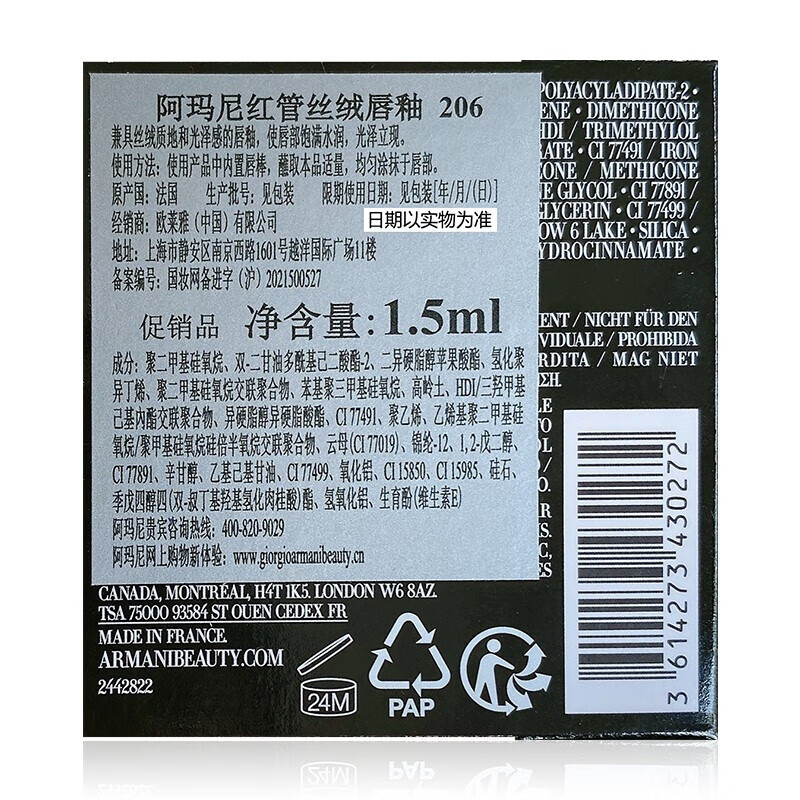 阿玛尼红管丝绒唇釉 206
兼具丝绒质地和光泽感的唇釉，使唇部饱满水润，光泽立现。
使用方法：使用产品中内置唇棒，蘸取本品适量，均匀涂抹于唇部。
原产国：法国 生产批号：见包装 限期使用日期：见包装[年/月/(日)]
经销商：欧莱雅（中国）有限公司
日期以实物为准
地址：上海市静安区南京西路1601号越洋国际广场11楼
备案编号：国妆网备进字（沪）2021500527
促销品 净含量：1.5ml
成分：聚二甲基硅氧烷、双-二甘油多酰基己二酸酯-2、二异硬脂醇苹果酸酯、氢化聚
异丁烯、聚二甲基硅氧烷交联聚合物、苯基聚三甲基硅氧烷、高岭土、HDI/三羟甲基
己基内酯交联聚合物、异硬脂醇异硬脂酸酯、CI 77491、聚乙烯、乙烯基聚二甲基硅
氧烷/聚甲基硅氧烷硅倍半氧烷交联聚合物、云母(CI 77019)、锦纶-12、1,2-戊二醇、
CI 77891、辛甘醇、乙基己基甘油、CI 77499、氧化铝、CI 15850、CI 15985、硅石、
季戊四醇四(双-叔丁基羟基氢化肉桂酸)酯、氢氧化铝、生育酚(维生素E)
阿玛尼贵宾咨询热线：400-820-9029
阿玛尼网上购物新体验：www.giorgioarmanibeauty.cn
POLYACYLADIPATE-2 •
ENE • DIMETHICONE
HDI / TRIMETHYLOL
ATE • CI 77491 / IRON
CONE / METHICONE
E GLYCOL • CI 77891 /
GLYCERIN • CI 77499 /
OW 6 LAKE • SILICA •
YDROCINNAMATE •
ENT / NICHT FÜR DEN
IVIDUALE / PROHIBIDA
RDITA / MAG NIET
ΣΗ.
LE
TO
OL /
O.
R
S.
C,
ES
CANADA, MONTRÉAL, H4T 1K5. LONDON W6 8AZ.
TSA 75000 93584 ST OUEN CEDEX FR
MADE IN FRANCE.
ARMANIBEAUTY.COM
2442822
24M
PAP
3 614273 430272